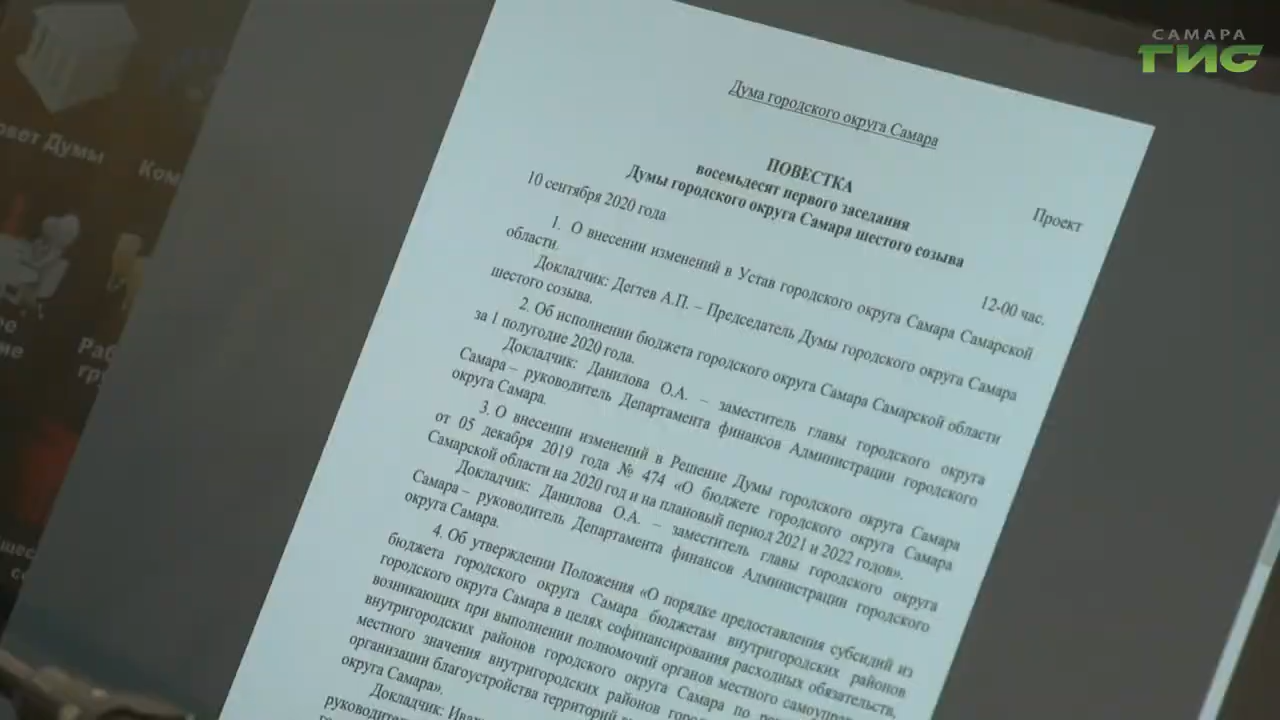 САМАРА
ГИС
Дума городского округа Самара
Проект
ПОВЕСТКА
восемьдесят первого заседания
Думы городского округа Самара шестого созыва
10 сентября 2020 года
12-00 час.
1. О внесении изменений в Устав городского округа Самара Самарской
области.
Докладчик: Дегтев А.П. – Председатель Думы городского округа Самара
шестого созыва.
2. Об исполнении бюджета городского округа Самара Самарской области
за 1 полугодие 2020 года.
Докладчик: Данилова О.А. – заместитель главы городского округа
Самара – руководитель Департамента финансов Администрации городского
округа Самара.
3. О внесении изменений в Решение Думы городского округа Самара
от 05 декабря 2019 года № 474 «О бюджете городского округа Самара
Самарской области на 2020 год и на плановый период 2021 и 2022 годов».
Докладчик: Данилова О.А. – заместитель главы городского округа
Самара – руководитель Департамента финансов Администрации городского
округа Самара.
4. Об утверждении Положения «О порядке предоставления субсидий из
бюджета городского округа Самара бюджетам внутригородских районов
городского округа Самара в целях софинансирования расходных обязательств,
возникающих при выполнении полномочий органов местного
внутригородских районов городского округа Самара по
местного значения внутригородских районов
организации благоустройства территорий
округа Самара».
Докладчик:
Думы